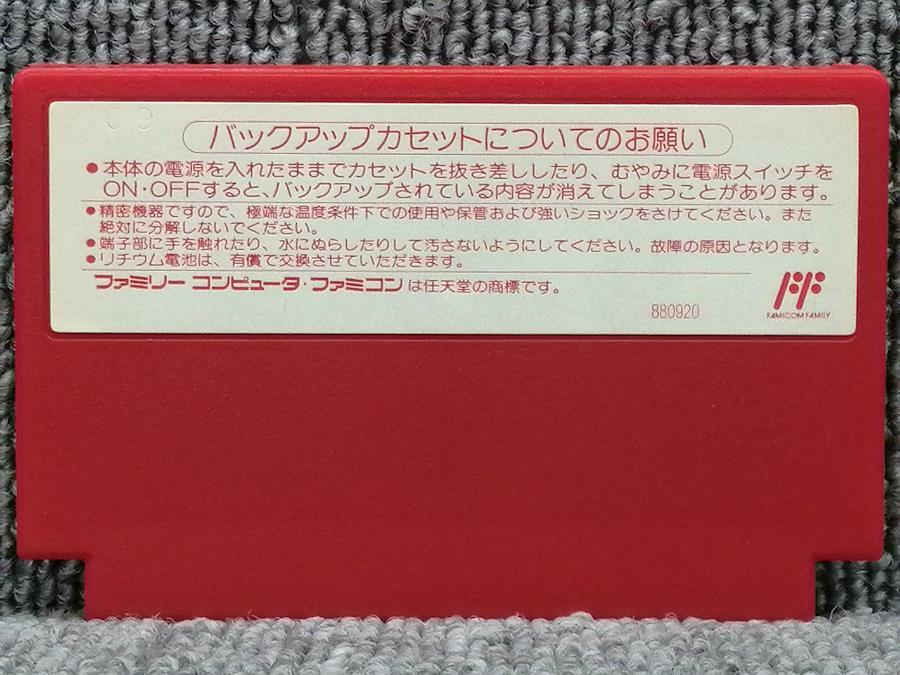 バックアップカセットについてのお願い
●本体の電源を入れたままでカセットを抜き差ししたり、むやみに電源スイッチを
ON・OFFすると、バックアップされている内容が消えてしまうことがあります。
●精密機器ですので、極端な温度条件下での使用や保管および強いショックをさけてください。また
絶対に分解しないでください。
●端子部に手を触れたり、水にぬらしたりして汚さないようにしてください。故障の原因となります。
●リチウム電池は、有償で交換させていただきます。
ファミリーコンピュータ・ファミコンは任天堂の商標です。
880920
FAMICOM FAMILY